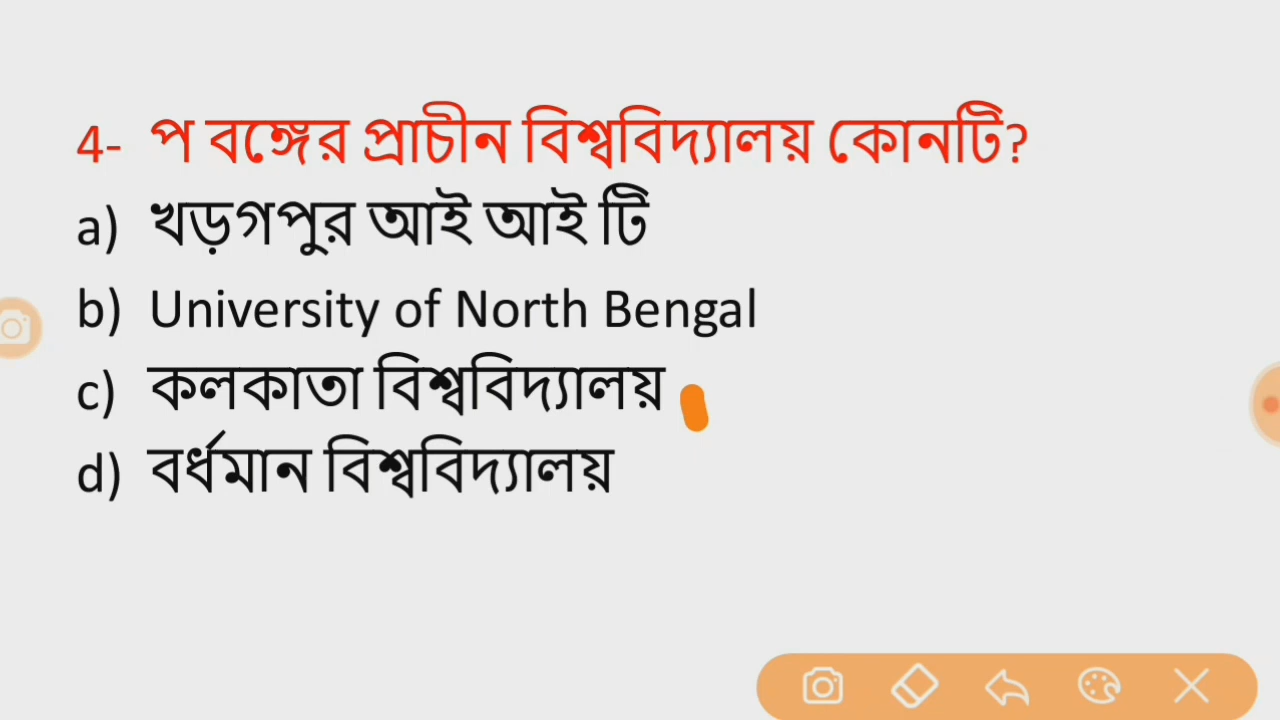 4- প বঙ্গের প্রাচীন বিশ্ববিদ্যালয় কোনটি?
a) খড়গপুর আই আই টি
b) University of North Bengal
c) কলকাতা বিশ্ববিদ্যালয়
d) বর্ধমান বিশ্ববিদ্যালয়